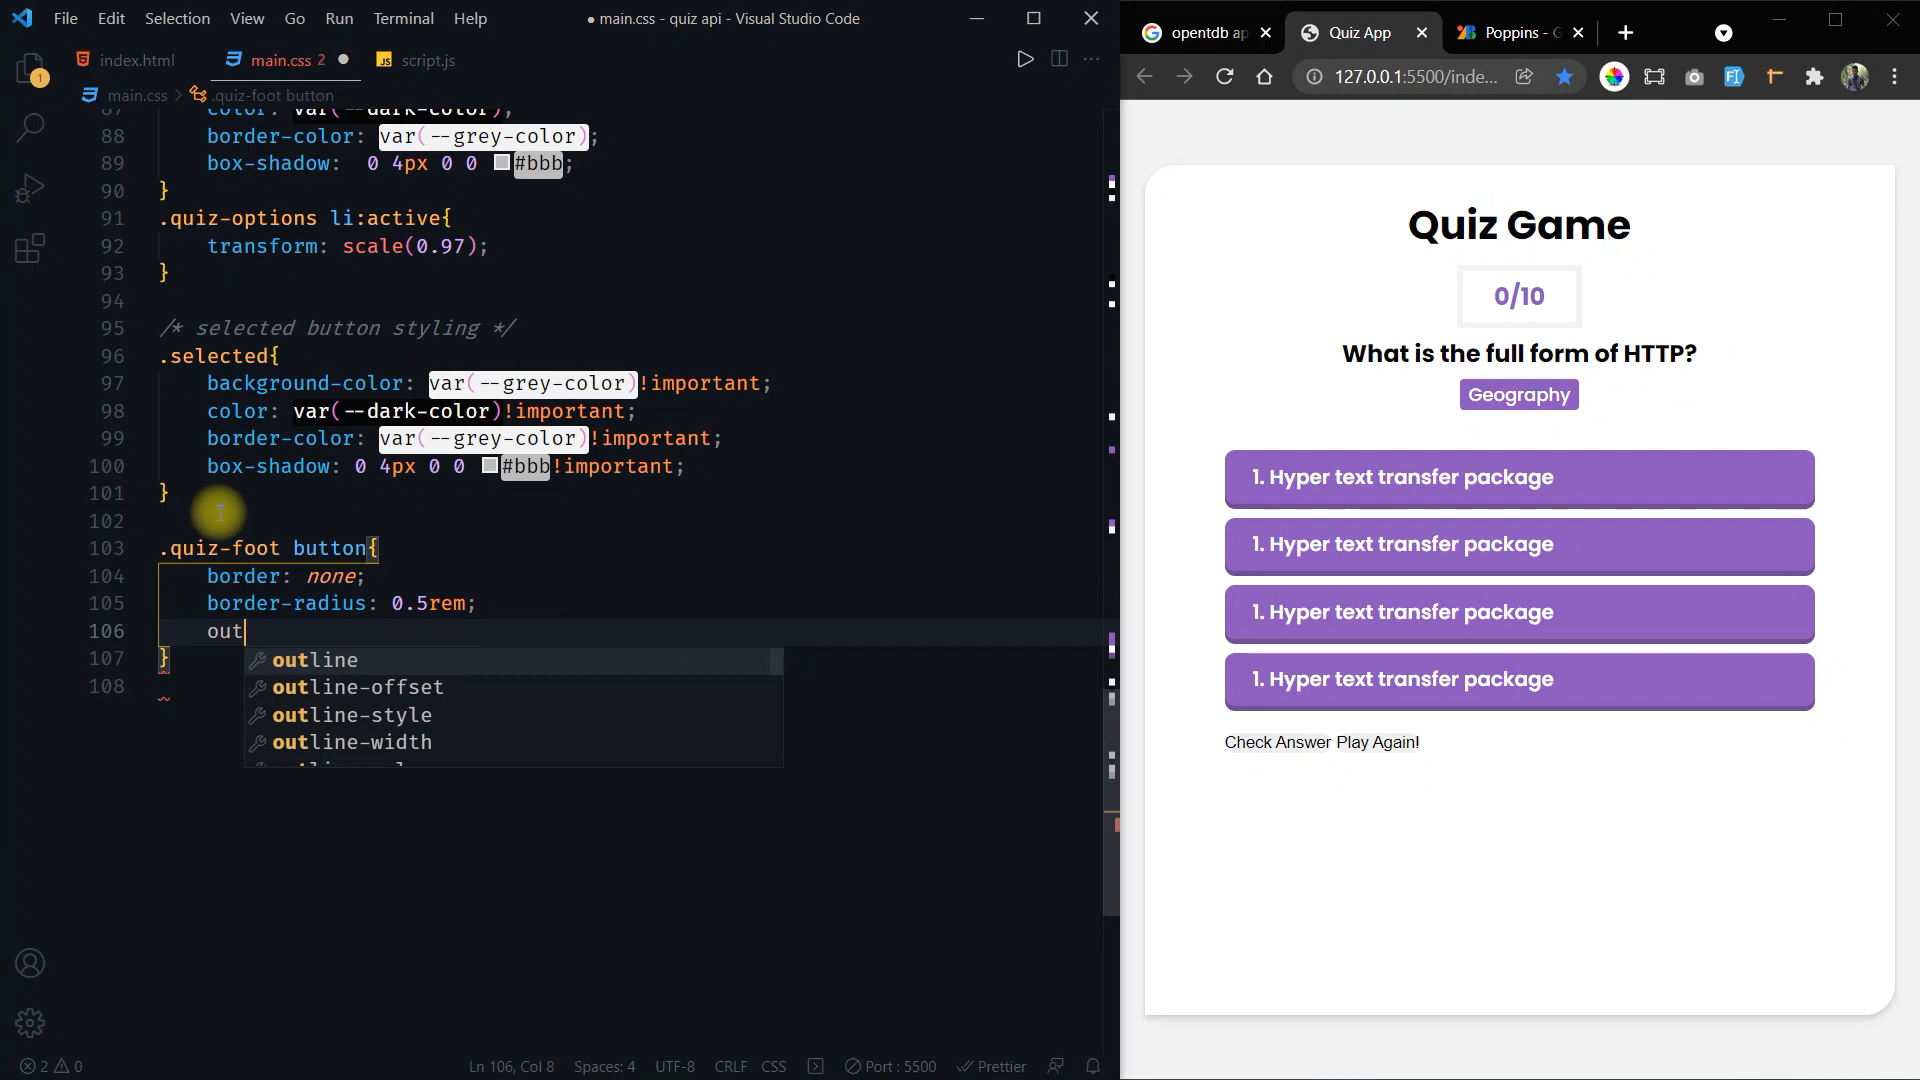 File Edit Selection View Go Run Terminal Help
● main.css - quiz api - Visual Studio Code
index.html
main.css 2
script.js
main.css > .quiz-foot button
87 color: var(--dark-color);
88 border-color: var(--grey-color);
89 box-shadow: 0 4px 0 0 #bbb;
90 }
91 .quiz-options li:active{
92 transform: scale(0.97);
93 }
94
95 /* selected button styling */
96 .selected{
97 background-color: var(--grey-color)!important;
98 color: var(--dark-color)!important;
99 border-color: var(--grey-color)!important;
100 box-shadow: 0 4px 0 0 #bbb!important;
101 }
102
103 .quiz-foot button{
104 border: none;
105 border-radius: 0.5rem;
106 out
107 }
108
outline
outline-offset
outline-style
outline-width
1
2 0
Ln 106, Col 8 Spaces: 4 UTF-8 CRLF CSS Port : 5500 Prettier
opentdb ap
Quiz App
Poppins - G
127.0.0.1:5500/inde...
Quiz Game
0/10
What is the full form of HTTP?
Geography
1. Hyper text transfer package
1. Hyper text transfer package
1. Hyper text transfer package
1. Hyper text transfer package
Check Answer Play Again!